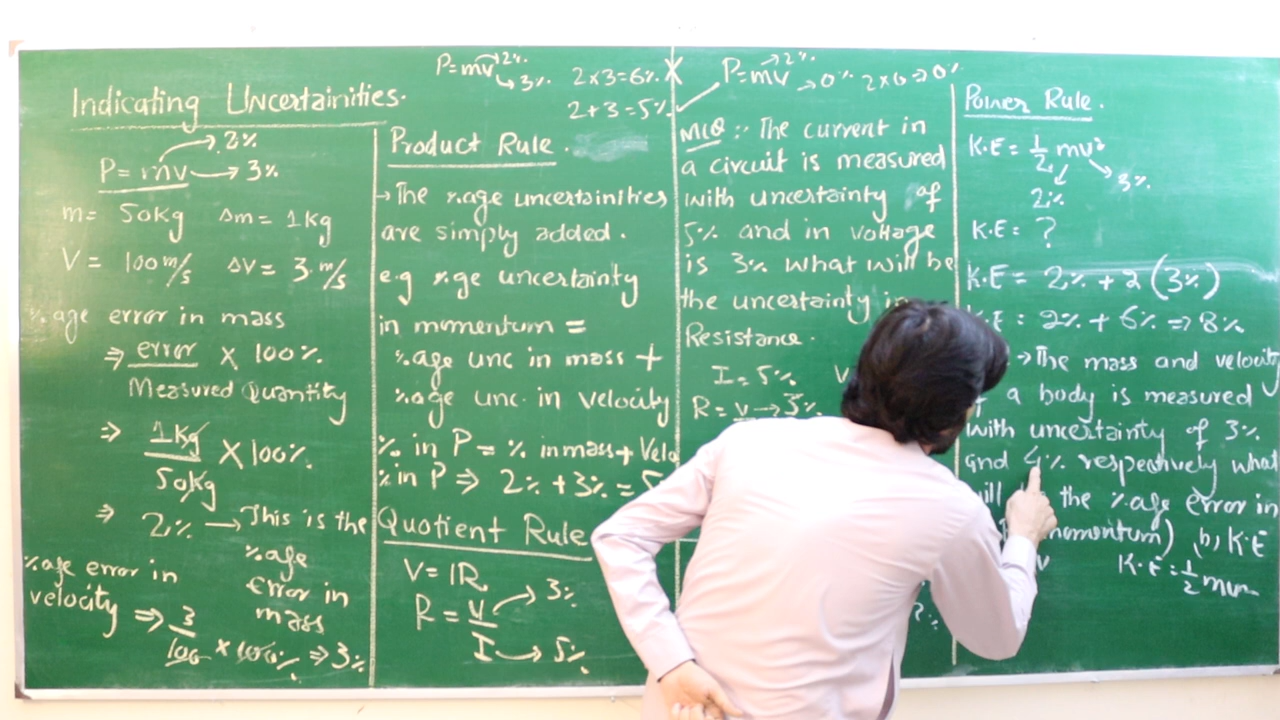 Indicating Uncertainities.
P=mv → 2%
→ 3%
m= 50kg Δm= 1kg
V= 100m/s ΔV= 3 m/s
%age error in mass
⇒ error × 100%
Measured Quantity
⇒ 1kg × 100%
50kg
⇒ 2% → This is the
%age
error in
mass
%age error in
velocity ⇒ 3 × 100% ⇒ 3%
100
P=mv → 2%
→ 3% 2×3=6% ×
2+3=5% ✓
Product Rule.
→ The %age uncertainities
are simply added.
e.g %ge uncertainty
in momentum =
%age unc in mass +
%age unc. in velocity
% in P = % in mass + Velo
% in P ⇒ 2% + 3% = 5
Quotient Rule
V=IR
R = V → 3%
I → 5%
P=mv → 2%
→ 0% 2×0=0%
MCQ :- The current in
a circuit is measured
with uncertainty of
5% and in voltage
is 3% what will be
the uncertainty in
Resistance.
I=5% V
R= V → 3%
2%
Power Rule.
K.E = 1/2 mv²
2% 3%
K.E = ?
K.E = 2% + 2(3%)
K.E = 2% + 6% ⇒ 8%
→ The mass and velocity
a body is measured
with uncertainty of 3%
and 4% respectively what
the %age error in
momentum) b) K.E
V K.E = 1/2 mv